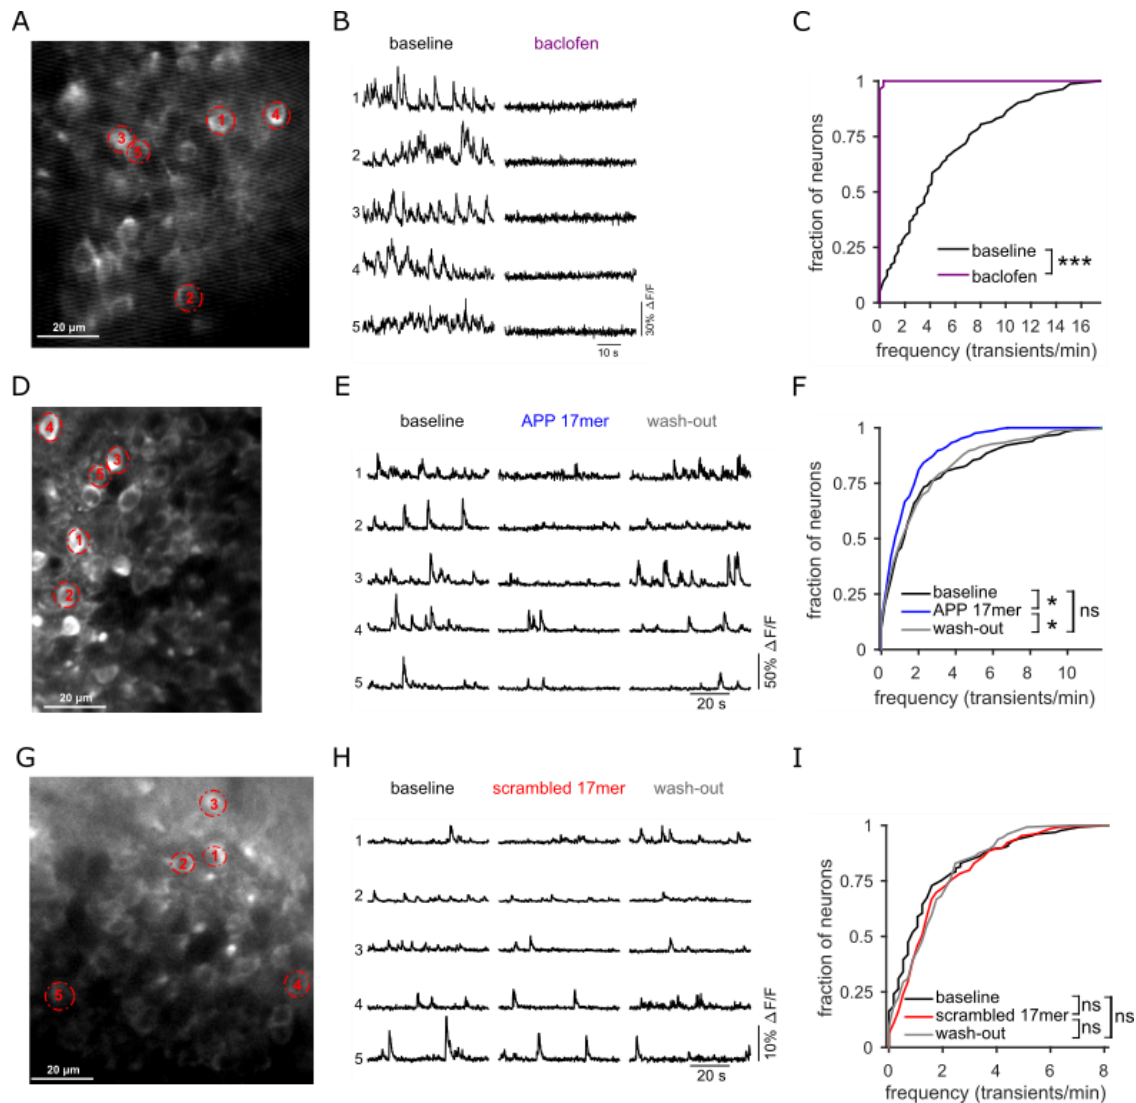 A
B
C
baseline
baclofen
1
4
3
5
2
20 µm
1
2
3
4
5
30% ΔF/F
10 s
fraction of neurons
1
0.75
0.5
0.25
0
baseline
baclofen
***
0
2
4
6
8
10
12
14
16
frequency (transients/min)
D
E
F
4
3
5
1
2
20 µm
baseline
APP 17mer
wash-out
1
2
3
4
5
50% ΔF/F
20 s
fraction of neurons
1
0.75
0.5
0.25
0
baseline
APP 17mer
wash-out
*
*
ns
0
2
4
6
8
10
frequency (transients/min)
G
H
I
3
2
1
4
5
20 µm
baseline
scrambled 17mer
wash-out
1
2
3
4
5
10% ΔF/F
20 s
fraction of neurons
1
0.75
0.5
0.25
0
baseline
scrambled 17mer
wash-out
ns
ns
ns
0
2
4
6
8
frequency (transients/min)